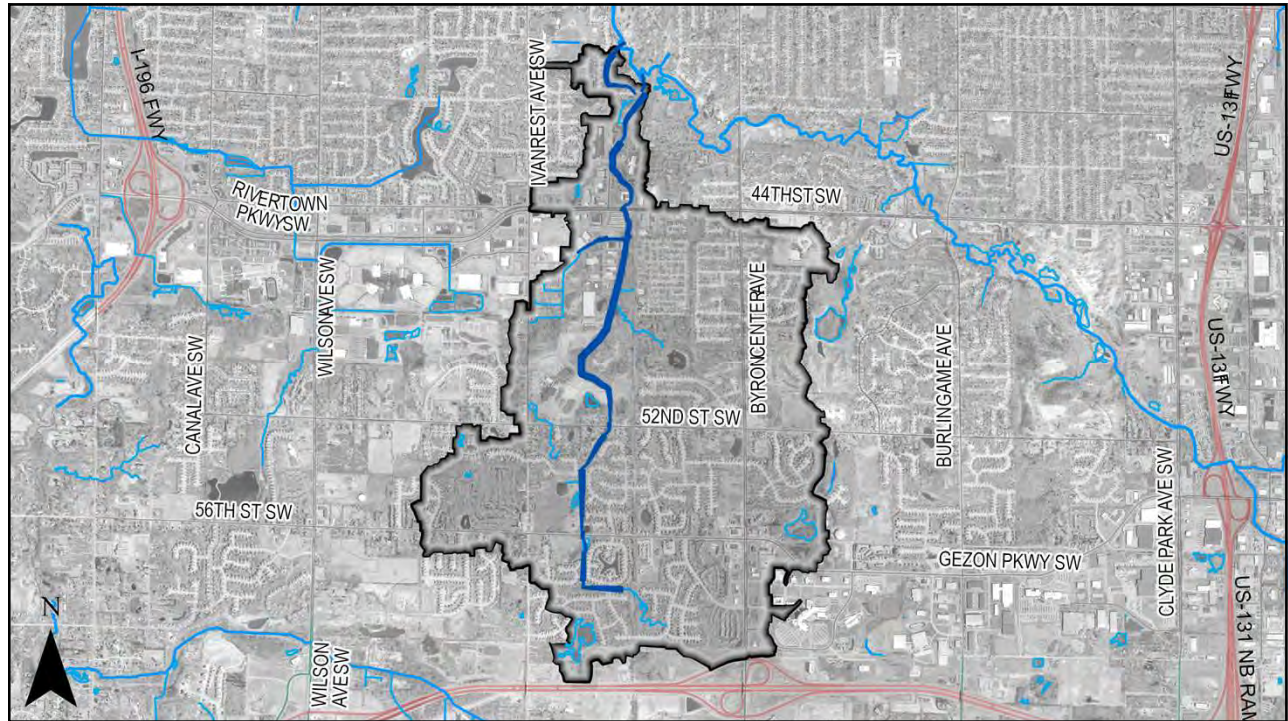 I-196 FWY
IVANREST AVE SW
US-131 FWY
RIVERTOWN
PKWY SW
44TH ST SW
WILSON AVE SW
BYRON CENTER AVE
CANAL AVE SW
BURLINGAME AVE
US-131 FWY
52ND ST SW
CLYDE PARK AVE SW
56TH ST SW
GEZON PKWY SW
US-131 NB RAN
N
WILSON
AVE SW